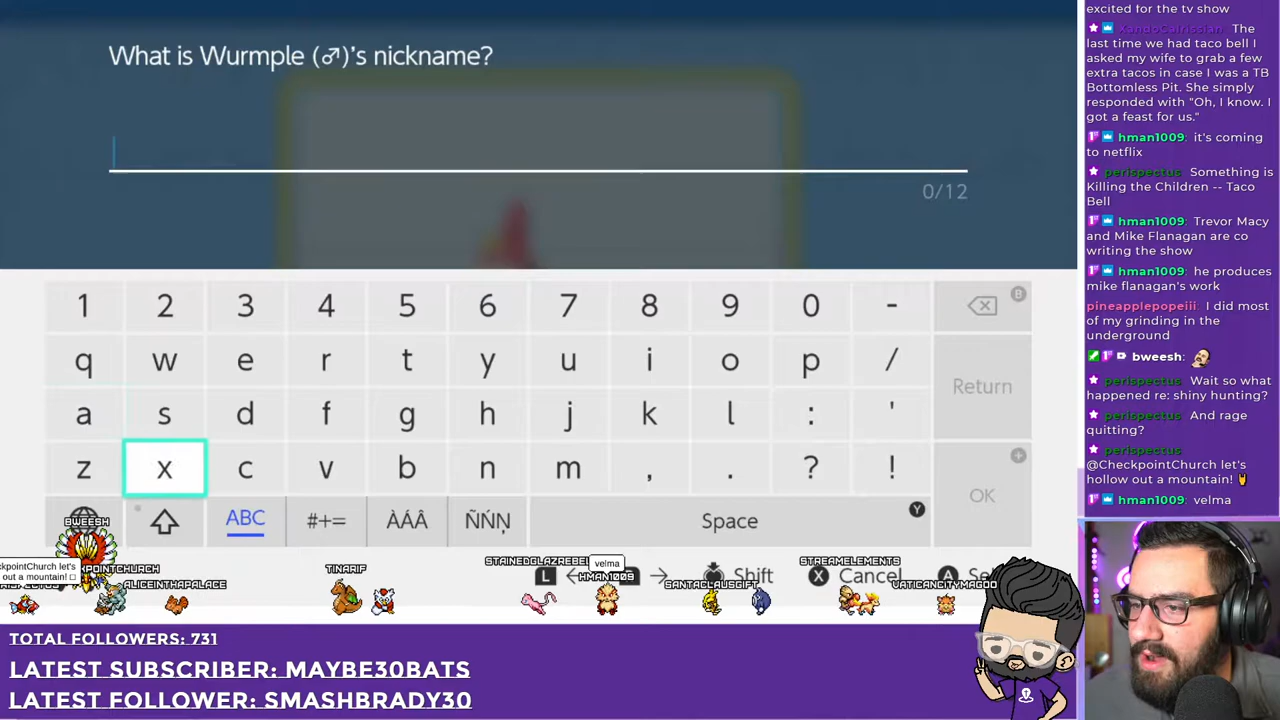 What is Wurmple (♂)'s nickname?
0/12
1 2 3 4 5 6 7 8 9 0 -
q w e r t y u i o p /
a s d f g h j k l : '
z x c v b n m , . ? !
B
Return
+
OK
ABC #+= ÀÁÂ ÑŃŅ Space Y
L Shift X Cancel A
BWEESH
ckpointChurch let's
out a mountain!
ALICEINTHAPALACE
TINARIF
velma
HMAN1009
SANTACLAUSGIFT
STREAMELEMENTS
VATICANCITYMAGOO
TOTAL FOLLOWERS: 731
LATEST SUBSCRIBER: MAYBE30BATS
LATEST FOLLOWER: SMASHBRADY30
excited for the tv show
XandoCalrissian The
last time we had taco bell I
asked my wife to grab a few
extra tacos in case I was a TB
Bottomless Pit. She simply
responded with "Oh, I know. I
got a feast for us."
hman1009: it's coming
to netflix
perispectus Something is
Killing the Children -- Taco
Bell
hman1009: Trevor Macy
and Mike Flanagan are co
writing the show
hman1009: he produces
mike flanagan's work
pineapplepopeiii: I did most
of my grinding in the
underground
bweesh:
perispectus Wait so what
happened re: shiny hunting?
perispectus And rage
quitting?
perispectus
@CheckpointChurch let's
hollow out a mountain!
hman1009: velma